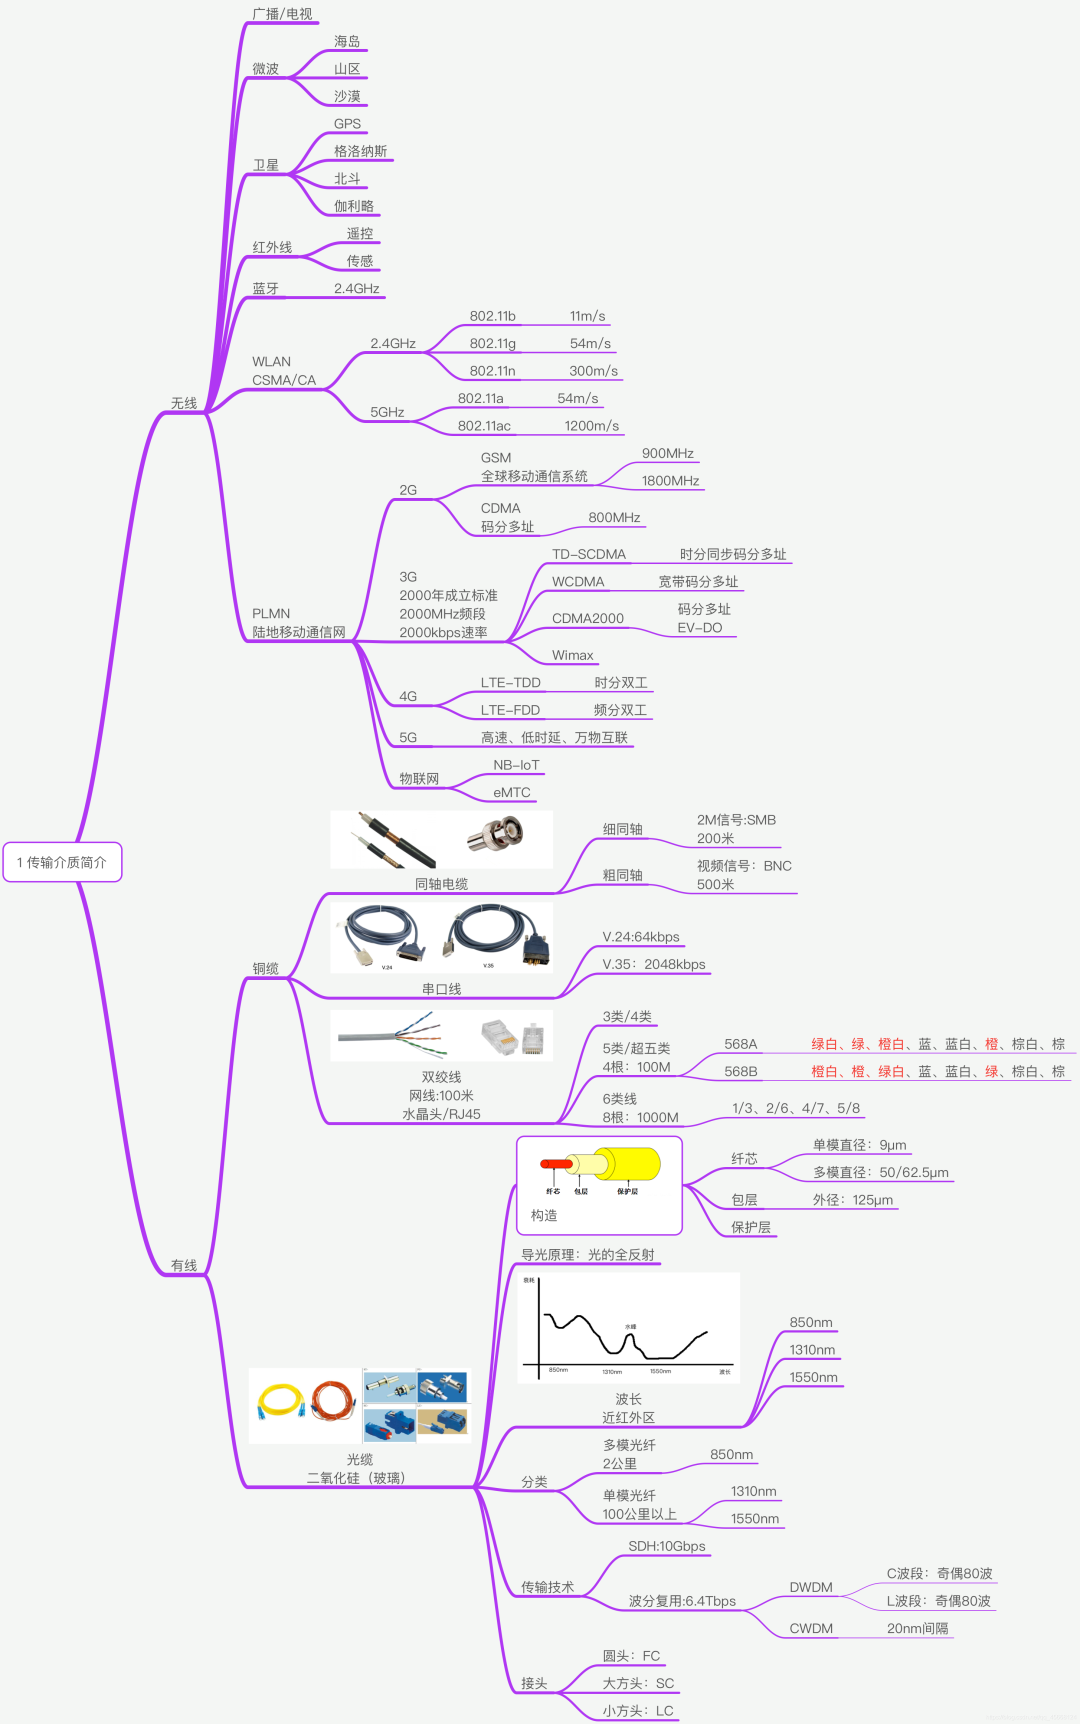 广播/电视
海岛
微波
山区
沙漠
GPS
格洛纳斯
卫星
北斗
伽利略
遥控
红外线
传感
蓝牙
2.4GHz
802.11b
11m/s
2.4GHz
802.11g
54m/s
WLAN
CSMA/CA
802.11n
300m/s
802.11a
54m/s
5GHz
802.11ac
1200m/s
无线
GSM
全球移动通信系统
900MHz
1800MHz
2G
CDMA
码分多址
800MHz
TD-SCDMA
时分同步码分多址
3G
2000年成立标准
2000MHz频段
2000kbps速率
WCDMA
宽带码分多址
CDMA2000
码分多址
EV-DO
PLMN
陆地移动通信网
Wimax
LTE-TDD
时分双工
4G
LTE-FDD
频分双工
5G
高速、低时延、万物互联
NB-IoT
物联网
eMTC
1 传输介质简介
细同轴
2M信号:SMB
200米
同轴电缆
粗同轴
视频信号：BNC
500米
V.24
V.35
V.24:64kbps
V.35：2048kbps
铜缆
串口线
3类/4类
5类/超五类
4根：100M
568A
绿白、绿、橙白、蓝、蓝白、橙、棕白、棕
568B
橙白、橙、绿白、蓝、蓝白、绿、棕白、棕
双绞线
网线:100米
水晶头/RJ45
6类线
8根：1000M
1/3、2/6、4/7、5/8
纤芯
包层
保护层
构造
纤芯
单模直径：9μm
多模直径：50/62.5μm
包层
外径：125μm
保护层
有线
导光原理：光的全反射
衰耗
水峰
850nm
1310nm
1550nm
波长
波长
近红外区
850nm
1310nm
1550nm
光缆
二氧化硅（玻璃）
多模光纤
2公里
850nm
分类
单模光纤
100公里以上
1310nm
1550nm
SDH:10Gbps
传输技术
波分复用:6.4Tbps
DWDM
C波段：奇偶80波
L波段：奇偶80波
CWDM
20nm间隔
圆头：FC
接头
大方头：SC
小方头：LC